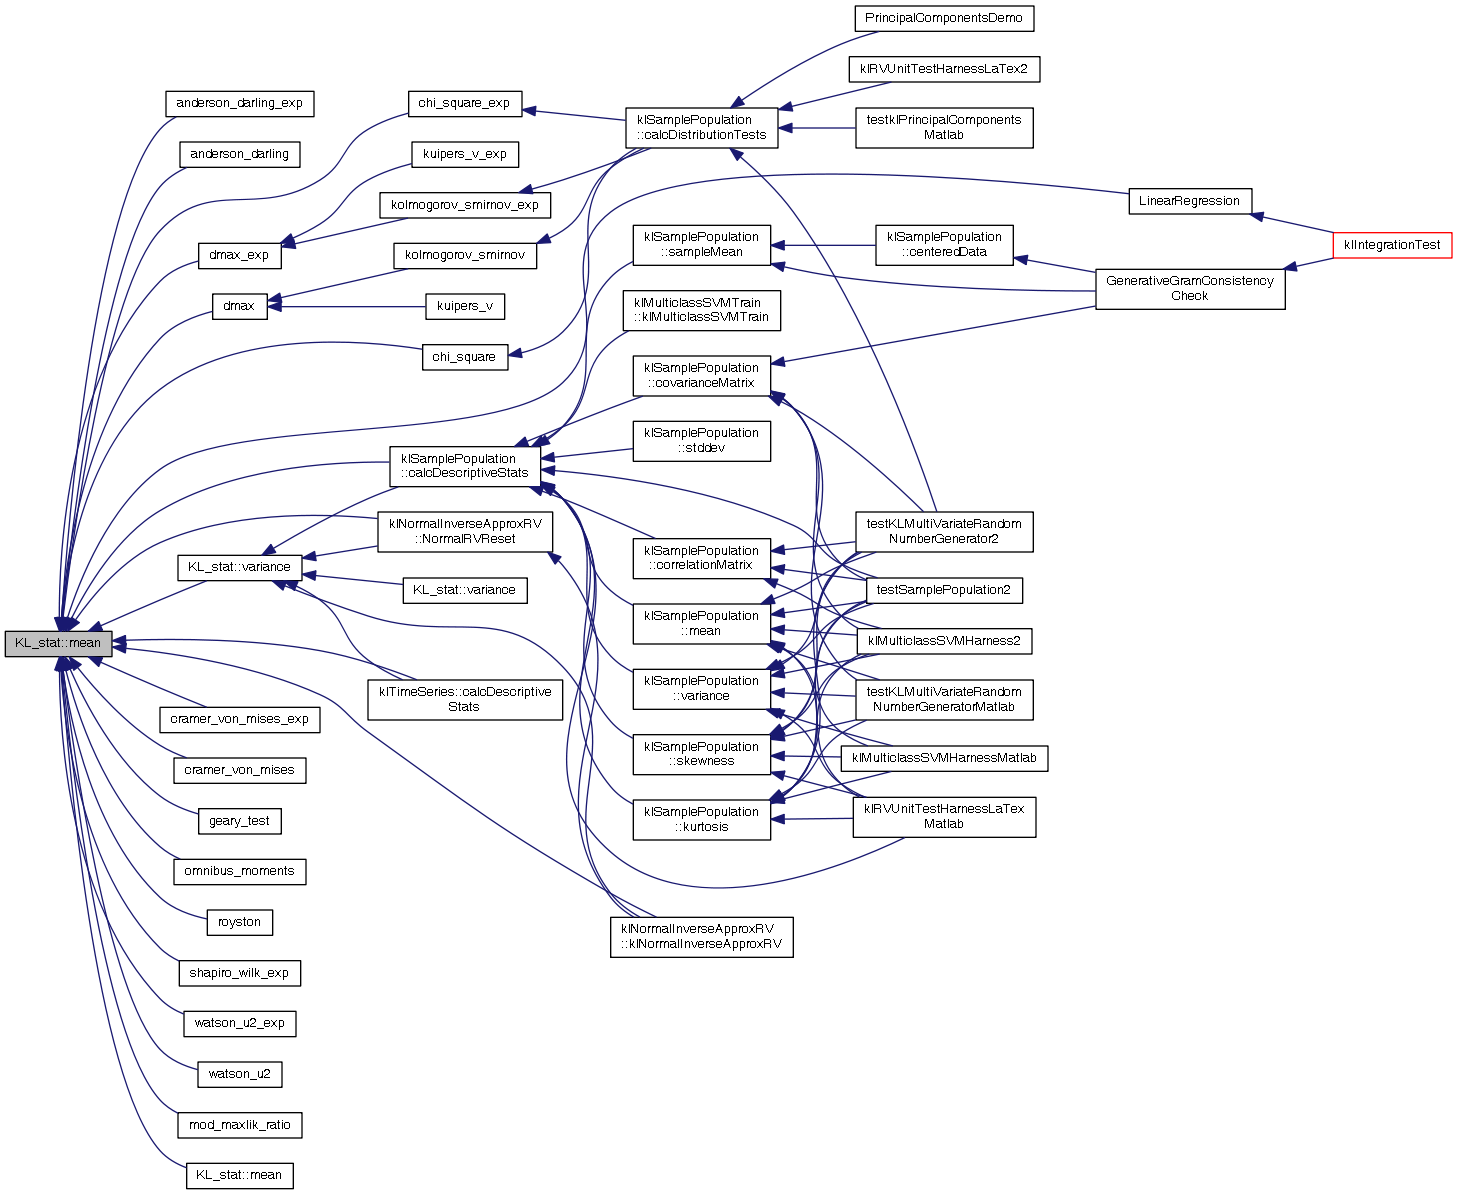 PrincipalComponentsDemo
klRVUnitTestHarnessLaTex2
anderson_darling_exp
chi_square_exp
klSamplePopulation
::calcDistributionTests
testklPrincipalComponents
Matlab
anderson_darling
kuipers_v_exp
kolmogorov_smirnov_exp
LinearRegression
dmax_exp
kolmogorov_smirnov
klSamplePopulation
::sampleMean
klSamplePopulation
::centeredData
klIntegrationTest
GenerativeGramConsistency
Check
dmax
kuipers_v
klMulticlassSVMTrain
::klMulticlassSVMTrain
chi_square
klSamplePopulation
::covarianceMatrix
klSamplePopulation
::stddev
klSamplePopulation
::calcDescriptiveStats
klNormalInverseApproxRV
::NormalRVReset
testKLMultiVariateRandom
NumberGenerator2
KL_stat::variance
klSamplePopulation
::correlationMatrix
KL_stat::variance
testSamplePopulation2
KL_stat::mean
klSamplePopulation
::mean
klMulticlassSVMHarness2
klTimeSeries::calcDescriptive
Stats
klSamplePopulation
::variance
testKLMultiVariateRandom
NumberGeneratorMatlab
cramer_von_mises_exp
klSamplePopulation
::skewness
klMulticlassSVMHarnessMatlab
cramer_von_mises
geary_test
klSamplePopulation
::kurtosis
klRVUnitTestHarnessLaTex
Matlab
omnibus_moments
royston
klNormalInverseApproxRV
::klNormalInverseApproxRV
shapiro_wilk_exp
watson_u2_exp
watson_u2
mod_maxlik_ratio
KL_stat::mean